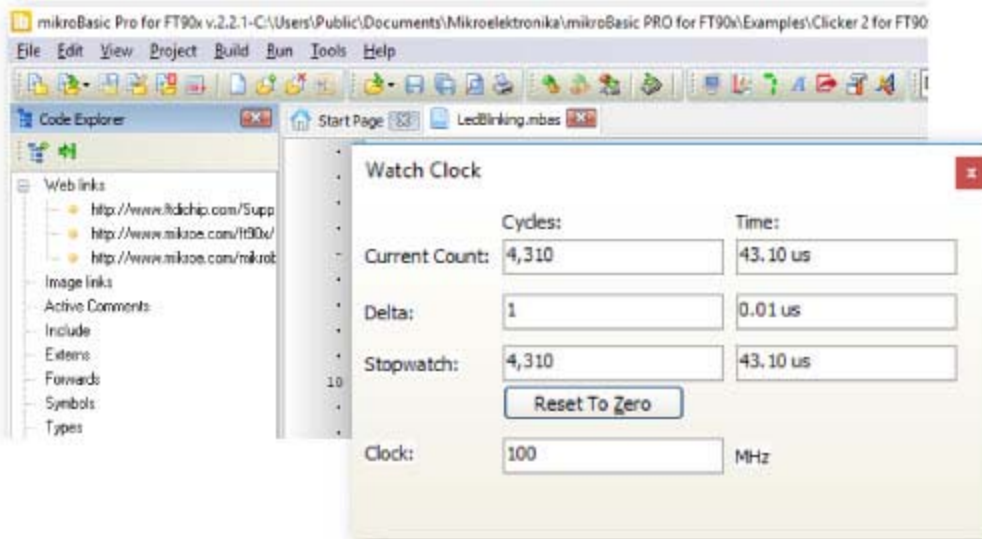 mikroBasic Pro for FT90x v.2.2.1-C:\Users\Public\Documents\Mikroelektronika\mikroBasic PRO for FT90x\Examples\Clicker 2 for FT90
File Edit View Project Build Run Tools Help
Code Explorer
Start Page
LedBlinking.mbas
Web links
http://www.ftdichip.com/Supp
http://www.mikroe.com/ft90x/
http://www.mikroe.com/mikrob
Image links
Active Comments
Include
Externs
Forwards
Symbols
Types
10
Watch Clock
Cycles: Time:
Current Count: 4,310 43.10 us
Delta: 1 0.01 us
Stopwatch: 4,310 43.10 us
Reset To Zero
Clock: 100 MHz